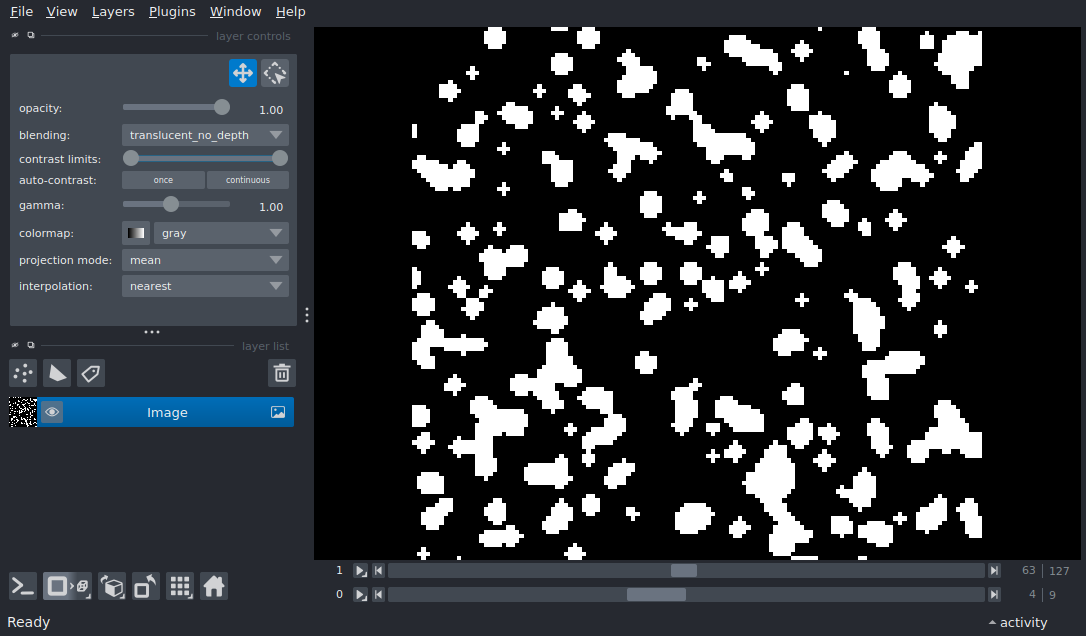 File View Layers Plugins Window Help
layer controls
opacity: 1.00
blending: translucent_no_depth
contrast limits:
auto-contrast: once continuous
gamma: 1.00
colormap: gray
projection mode: mean
interpolation: nearest
layer list
Image
1 63 127
0 4 9
Ready activity